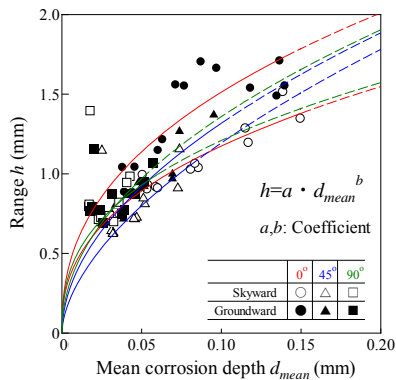 2.0
1.5
1.0
0.5
0
0.05
0.10
0.15
0.20
Range h (mm)
Mean corrosion depth d_mean (mm)
h=a · d_mean^b
a,b: Coefficient
0° 45° 90°
Skyward
Groundward